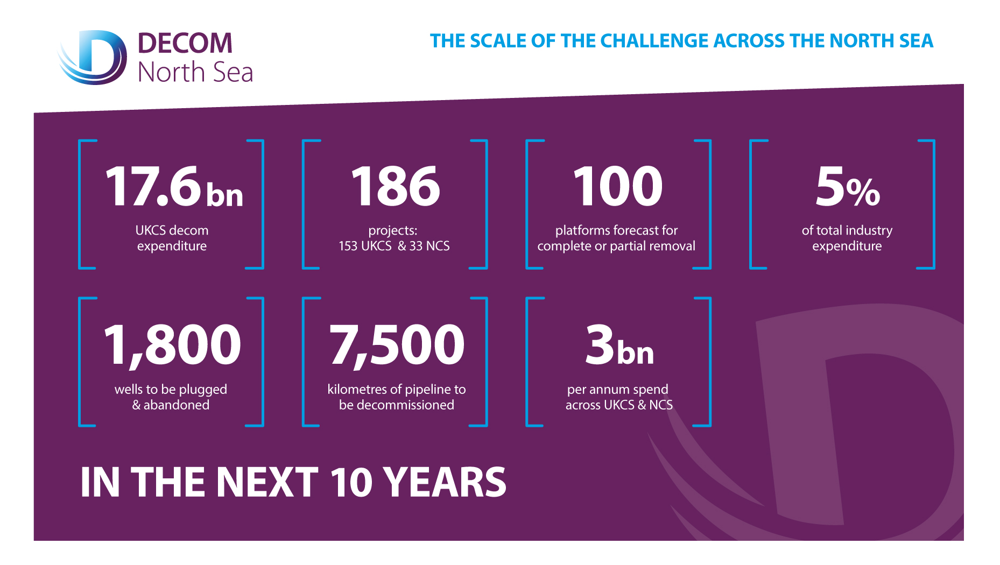 DECOM
North Sea
THE SCALE OF THE CHALLENGE ACROSS THE NORTH SEA
17.6 bn
UKCS decom
expenditure
186
projects:
153 UKCS & 33 NCS
100
platforms forecast for
complete or partial removal
5%
of total industry
expenditure
1,800
wells to be plugged
& abandoned
7,500
kilometres of pipeline to
be decommissioned
3bn
per annum spend
across UKCS & NCS
IN THE NEXT 10 YEARS